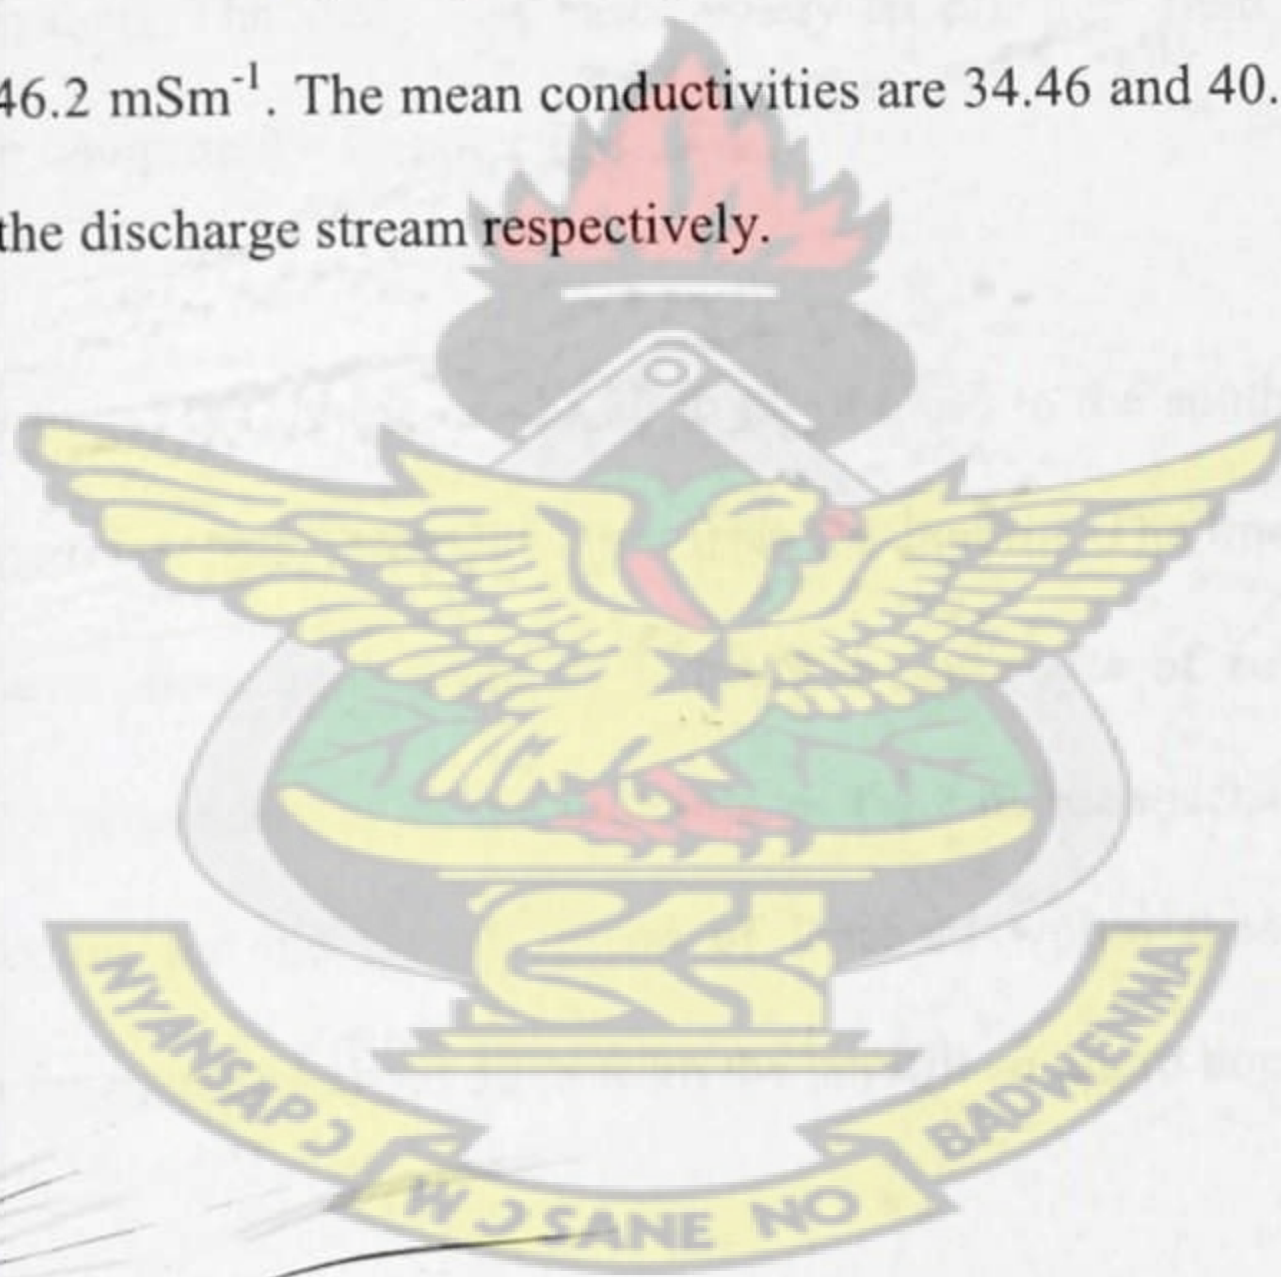 46.2 mSm⁻¹. The mean conductivities are 34.46 and 40.
the discharge stream respectively.
NYANSAPƆ
WƆSANE NO
BADWENMA